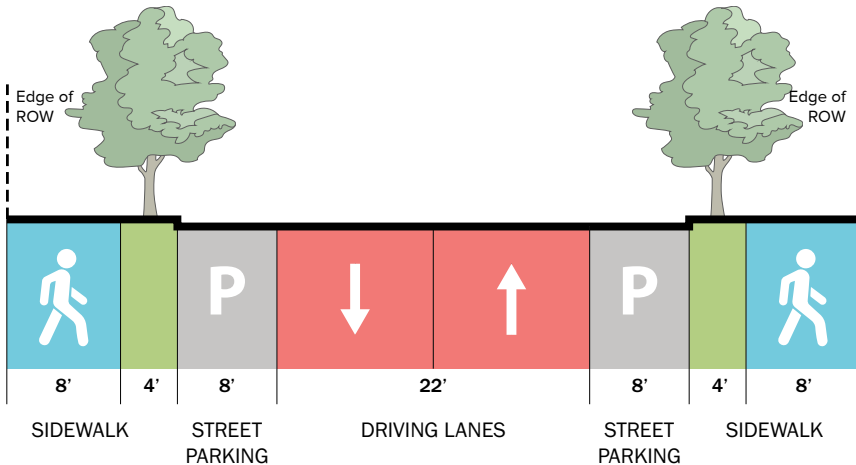 Edge of
ROW
Edge of
ROW
P
P
8’
4’
8’
22’
8’
4’
8’
SIDEWALK
STREET
PARKING
DRIVING LANES
STREET
PARKING
SIDEWALK